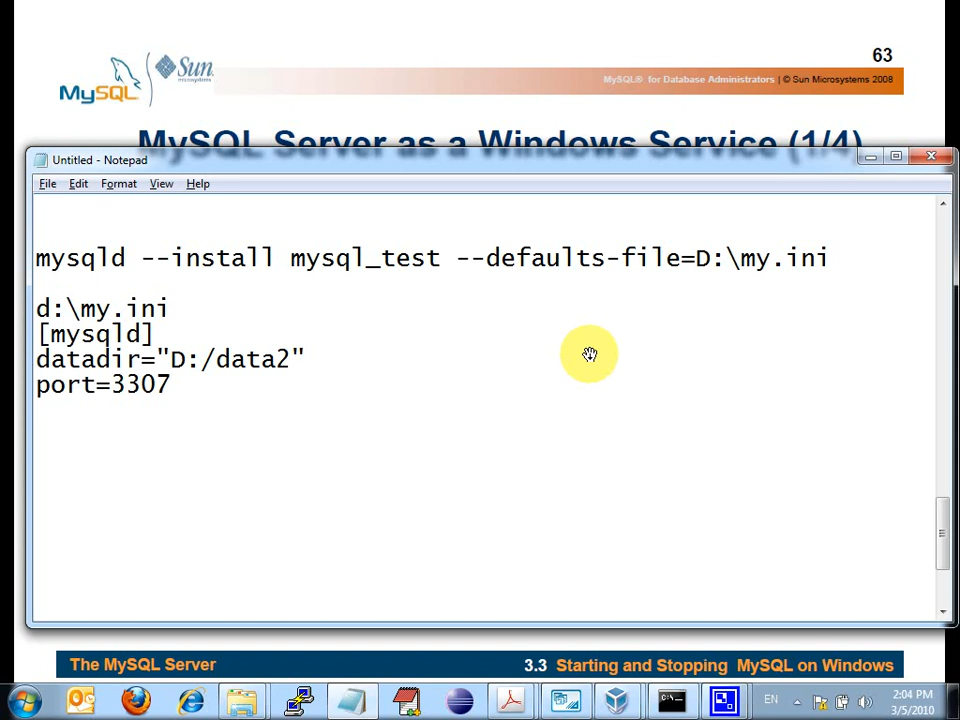 63
MySQL
Sun
microsystems
MySQL® for Database Administrators | © Sun Microsystems 2008
MySQL Server as a Windows Service (1/4)
Untitled - Notepad
File Edit Format View Help
mysqld --install mysql_test --defaults-file=D:\my.ini
d:\my.ini
[mysqld]
datadir="D:/data2"
port=3307
The MySQL Server
3.3 Starting and Stopping MySQL on Windows
EN
2:04 PM
3/5/2010